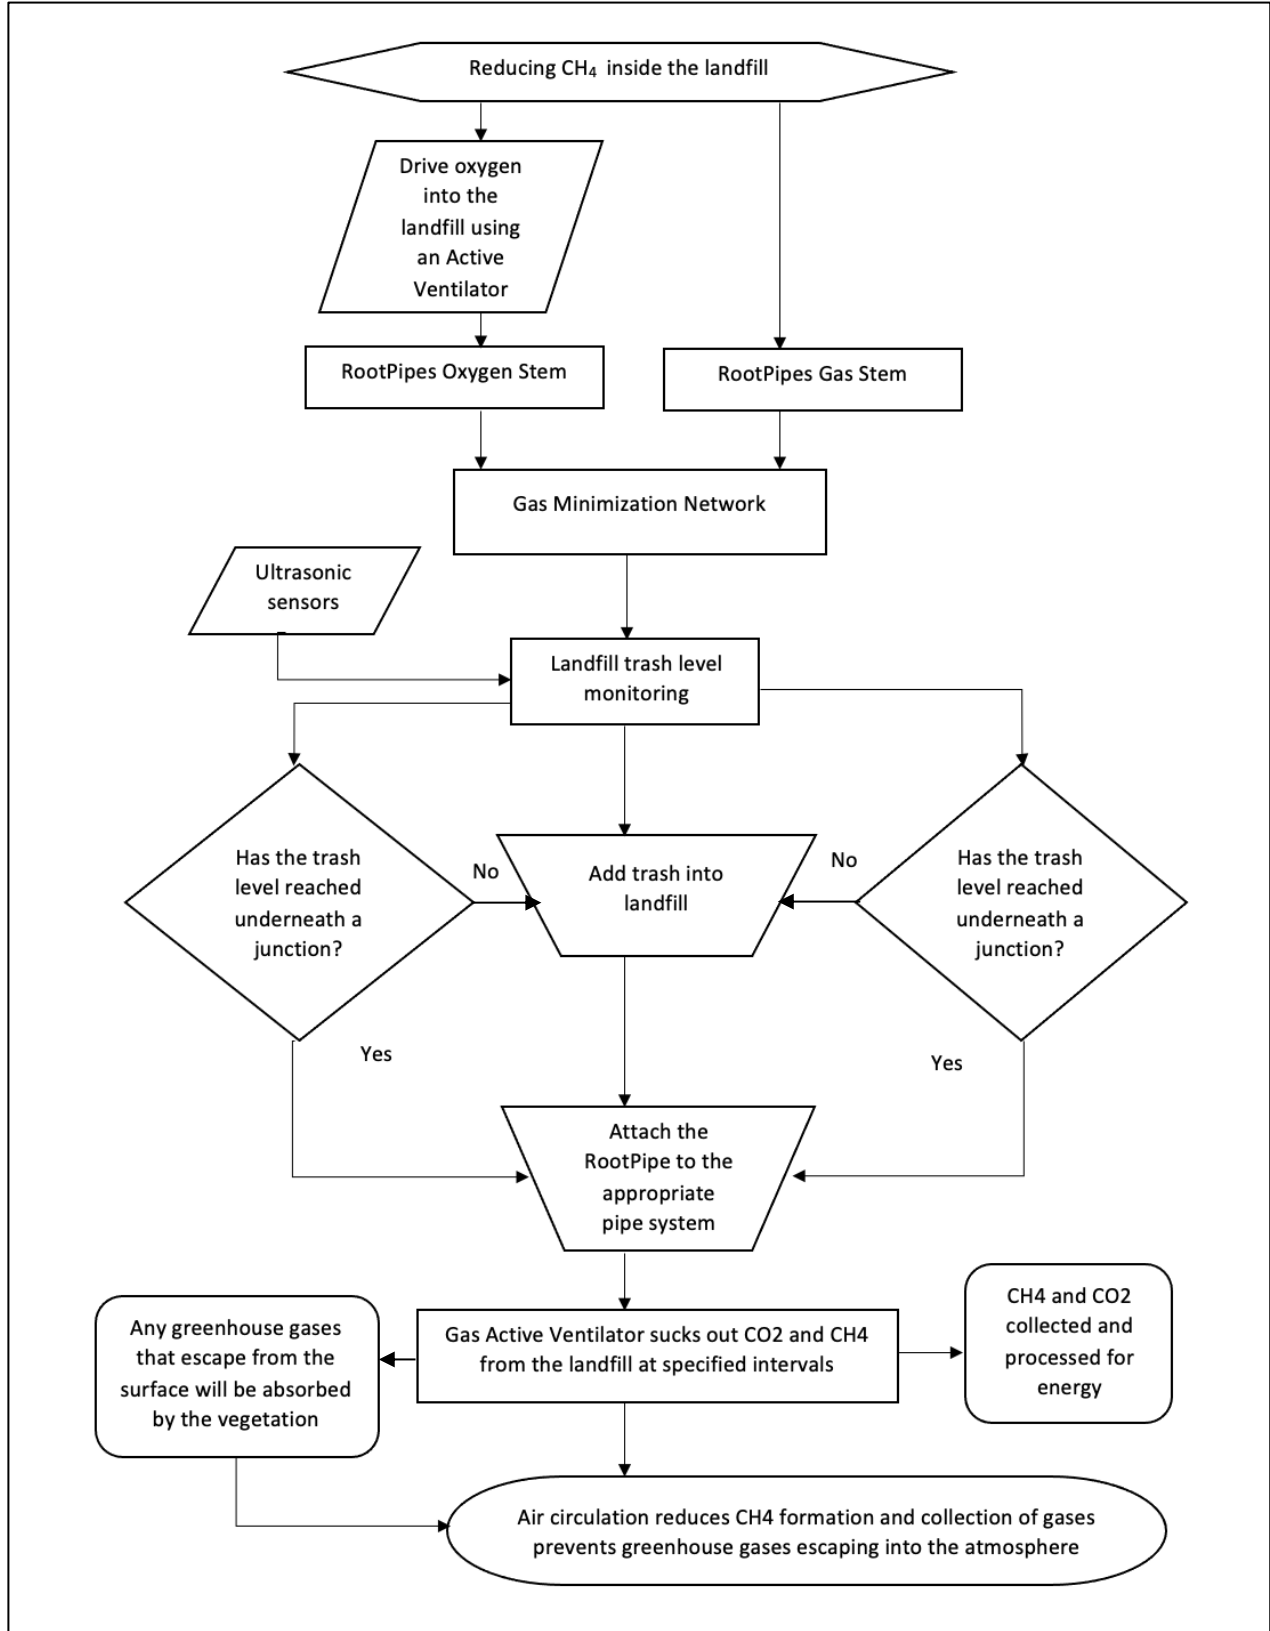 Reducing CH₄ inside the landfill
Drive oxygen
into the
landfill using
an Active
Ventilator
RootPipes Oxygen Stem
RootPipes Gas Stem
Gas Minimization Network
Ultrasonic
sensors
Landfill trash level
monitoring
Has the trash
level reached
underneath a
junction?
No
Add trash into
landfill
No
Has the trash
level reached
underneath a
junction?
Yes
Yes
Attach the
RootPipe to the
appropriate
pipe system
Gas Active Ventilator sucks out CO2 and CH4
from the landfill at specified intervals
Any greenhouse gases
that escape from the
surface will be absorbed
by the vegetation
CH4 and CO2
collected and
processed for
energy
Air circulation reduces CH4 formation and collection of gases
prevents greenhouse gases escaping into the atmosphere